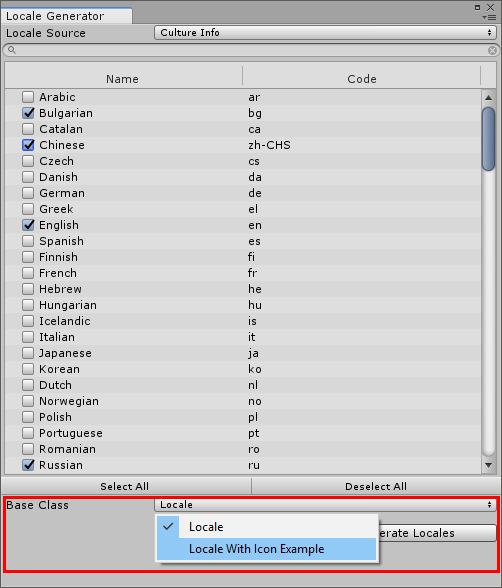 Locale Generator
Locale Source Culture Info
Name Code
Arabic ar
Bulgarian bg
Catalan ca
Chinese zh-CHS
Czech cs
Danish da
German de
Greek el
English en
Spanish es
Finnish fi
French fr
Hebrew he
Hungarian hu
Icelandic is
Italian it
Japanese ja
Korean ko
Dutch nl
Norwegian no
Polish pl
Portuguese pt
Romanian ro
Russian ru
Select All Deselect All
Base Class Locale
Locale
erate Locales
Locale With Icon Example